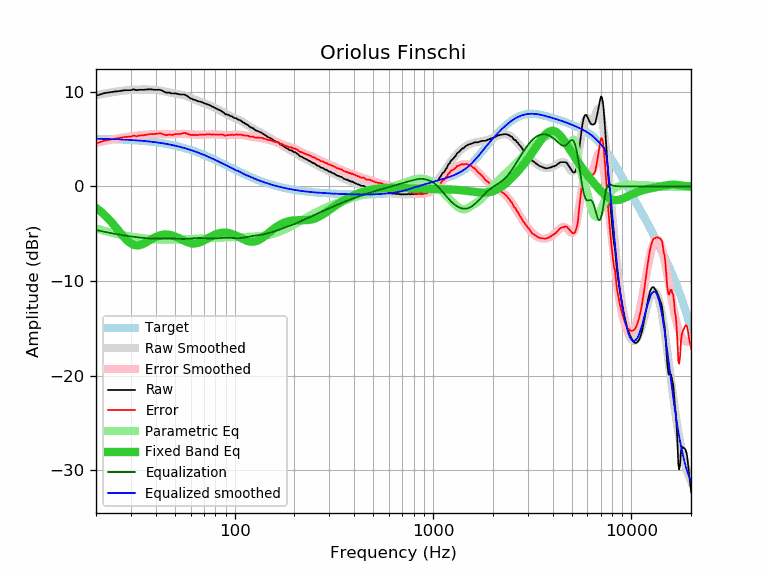 Oriolus Finschi
Amplitude (dBr)
10
0
−10
−20
−30
Target
Raw Smoothed
Error Smoothed
Raw
Error
Parametric Eq
Fixed Band Eq
Equalization
Equalized smoothed
100
1000
10000
Frequency (Hz)